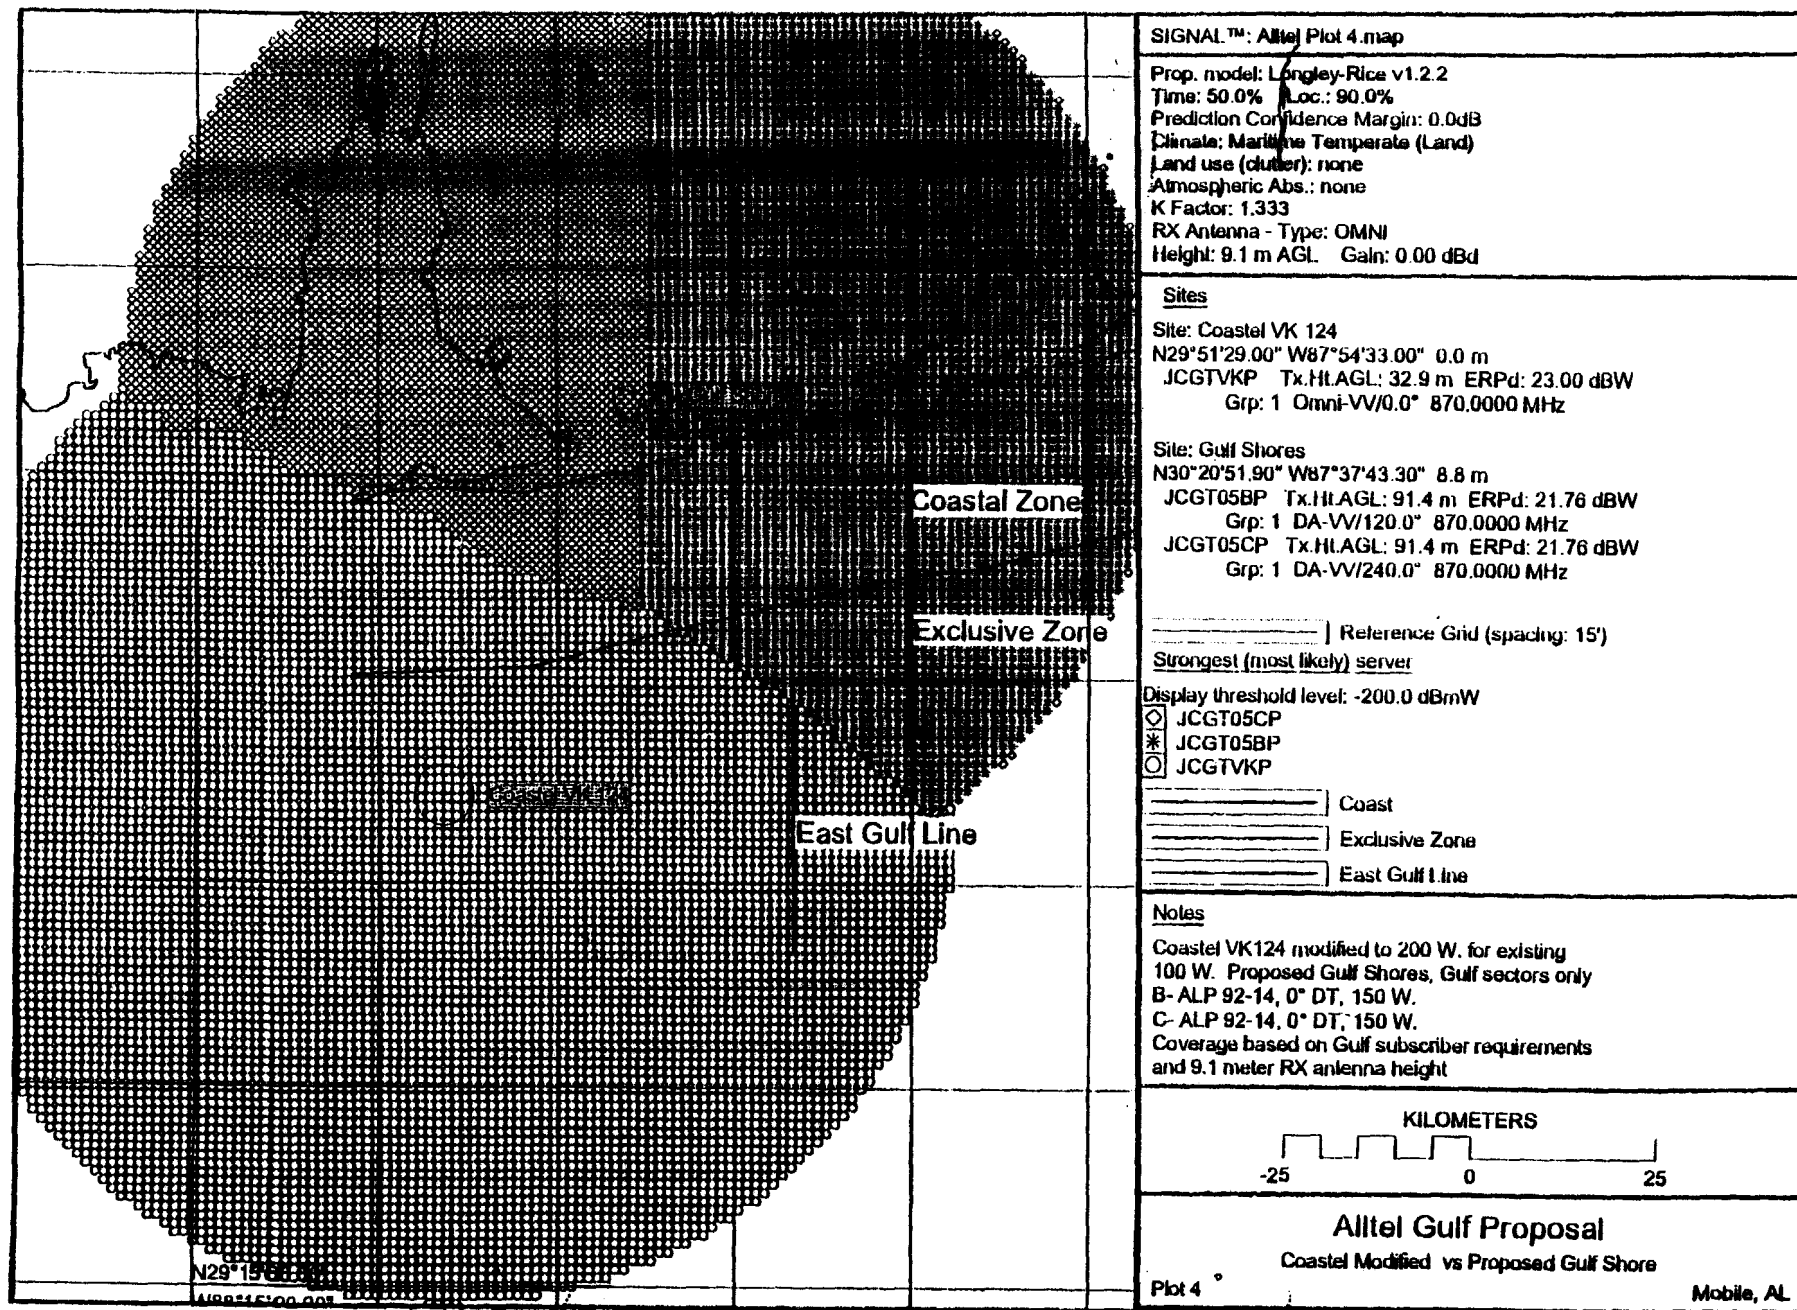 SIGNAL™: Alltel Plot 4.map
Prop. model: Longley-Rice v1.2.2
Time: 50.0% Loc.: 90.0%
Prediction Confidence Margin: 0.0dB
Climate: Maritime Temperate (Land)
Land use (clutter): none
Atmospheric Abs.: none
K Factor: 1.333
RX Antenna - Type: OMNI
Height: 9.1 m AGL Gain: 0.00 dBd
Sites
Site: Coastel VK 124
N29°51'29.00" W87°54'33.00" 0.0 m
JCGTVKP Tx.Ht.AGL: 32.9 m ERPd: 23.00 dBW
Grp: 1 Omni-VV/0.0° 870.0000 MHz
Site: Gulf Shores
N30°20'51.90" W87°37'43.30" 8.8 m
JCGT05BP Tx.Ht.AGL: 91.4 m ERPd: 21.76 dBW
Grp: 1 DA-VV/120.0° 870.0000 MHz
JCGT05CP Tx.Ht.AGL: 91.4 m ERPd: 21.76 dBW
Grp: 1 DA-VV/240.0° 870.0000 MHz
Reference Grid (spacing: 15')
Strongest (most likely) server
Display threshold level: -200.0 dBmW
JCGT05CP
JCGT05BP
JCGTVKP
Coast
Exclusive Zone
East Gulf Line
Notes
Coastel VK124 modified to 200 W. for existing
100 W. Proposed Gulf Shores, Gulf sectors only
B- ALP 92-14, 0° DT, 150 W.
C- ALP 92-14, 0° DT, 150 W.
Coverage based on Gulf subscriber requirements
and 9.1 meter RX antenna height
KILOMETERS
-25 0 25
Alltel Gulf Proposal
Coastel Modified vs Proposed Gulf Shore
Plot 4 Mobile, AL
Coastal Zone
Exclusive Zone
Coastel VK 124
East Gulf Line